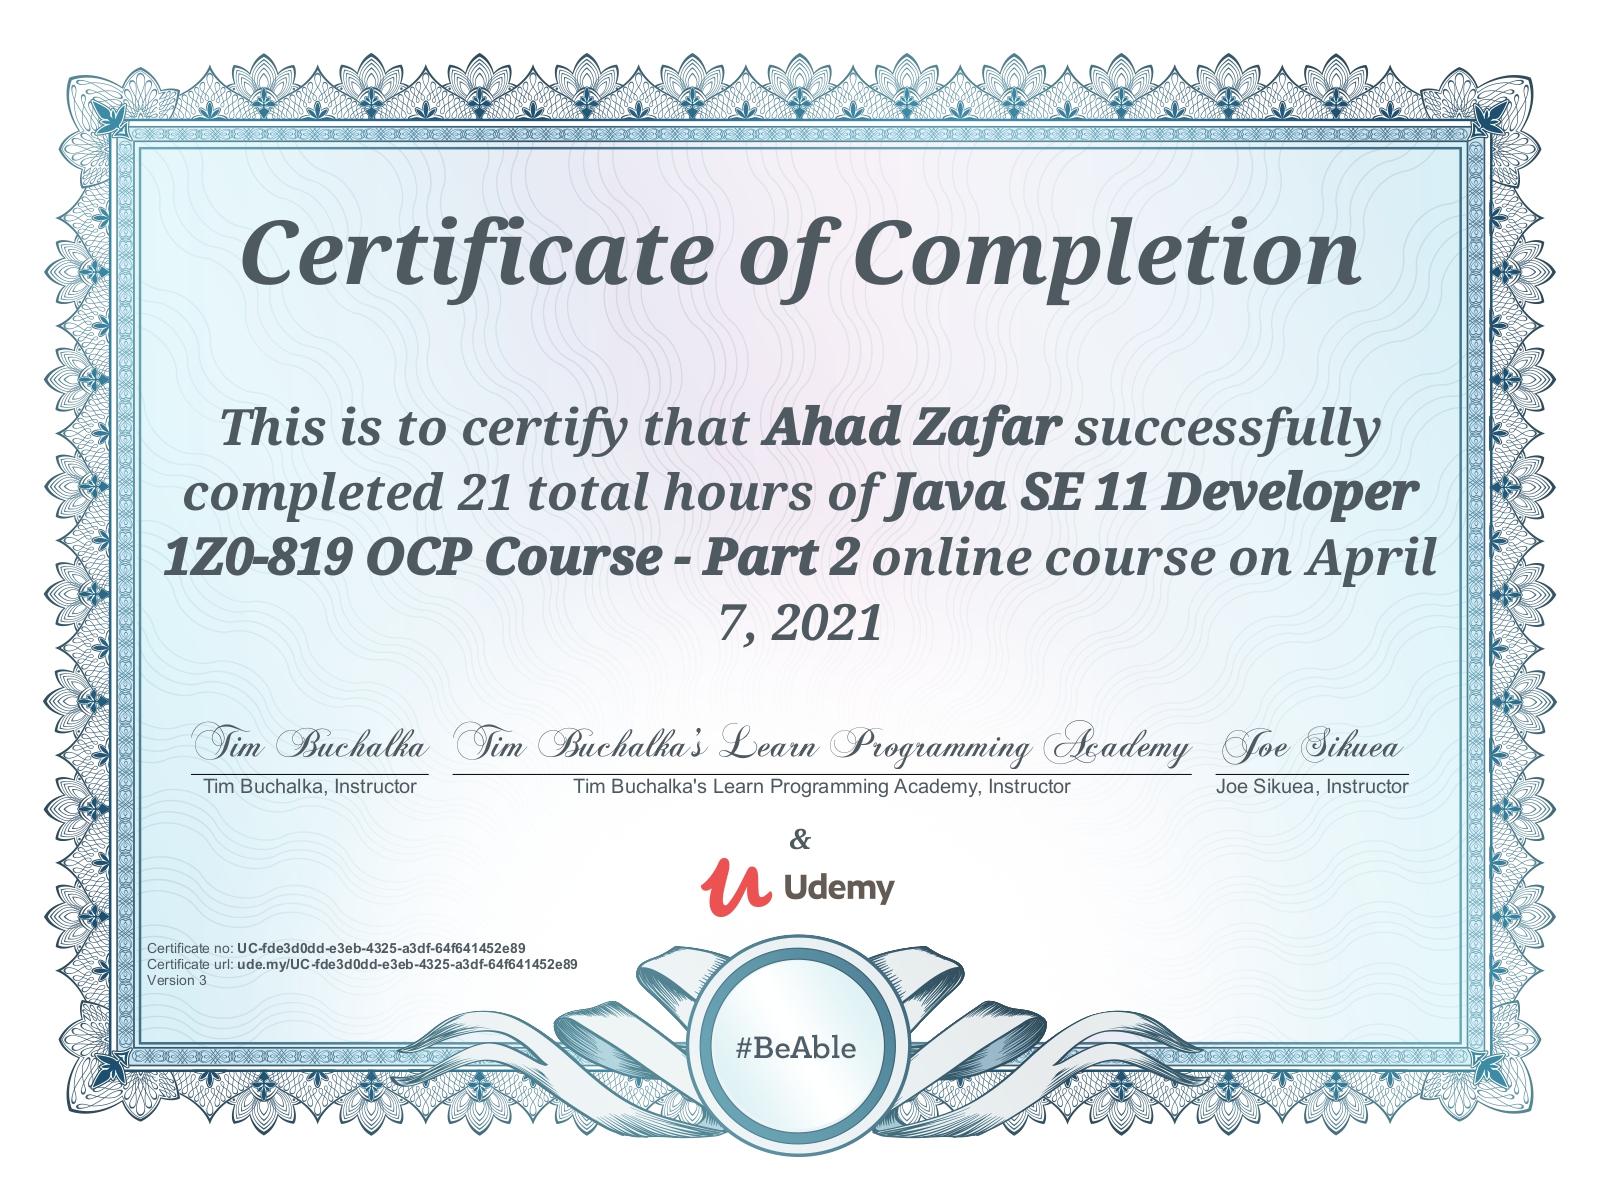 Certificate of Completion
This is to certify that Ahad Zafar successfully
completed 21 total hours of Java SE 11 Developer
1Z0-819 OCP Course - Part 2 online course on April
7, 2021
Tim Buchalka Tim Buchalka's Learn Programming Academy Joe Sikuea
Tim Buchalka, Instructor Tim Buchalka's Learn Programming Academy, Instructor Joe Sikuea, Instructor
&
Udemy
Certificate no: UC-fde3d0dd-e3eb-4325-a3df-64f641452e89
Certificate url: ude.my/UC-fde3d0dd-e3eb-4325-a3df-64f641452e89
Version 3
#BeAble